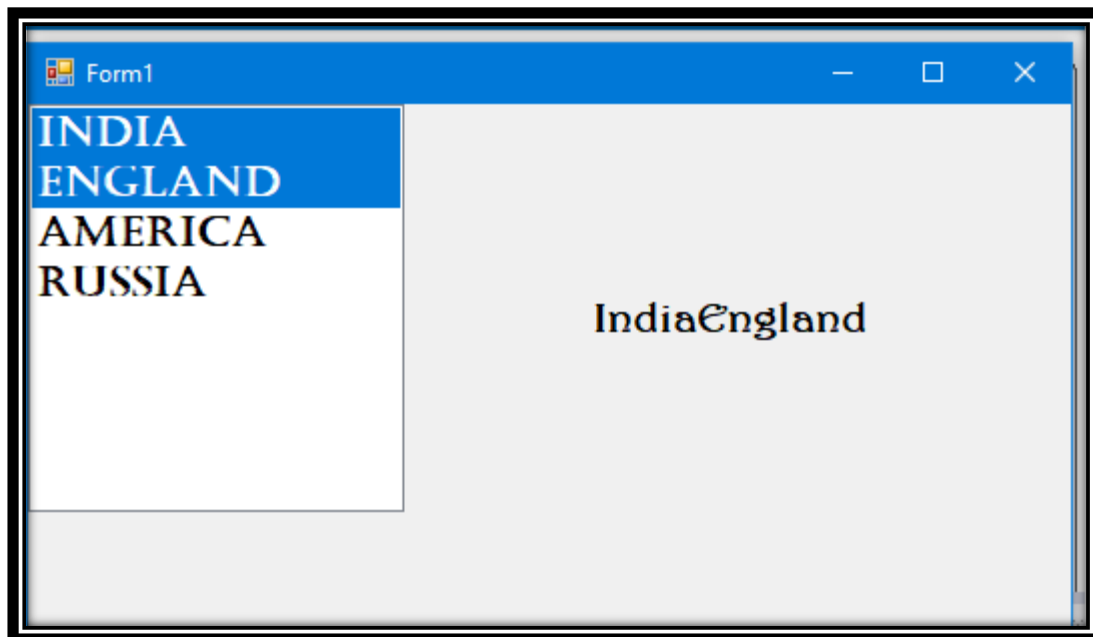 Form1
INDIA
ENGLAND
AMERICA
RUSSIA
IndiaEngland